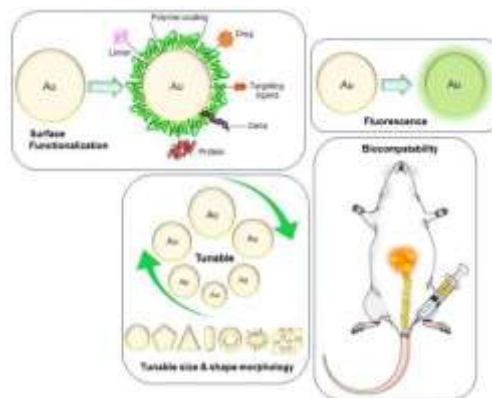 Polymer coating
Linker
Drug
Au
Au
Targeting
ligand
Gene
Protein
Surface
Functionalization
Au
Au
Fluorescence
Biocompatability
Au
Au
Au
Tunable
Au
Au
Au
Tunable size & shape morphology